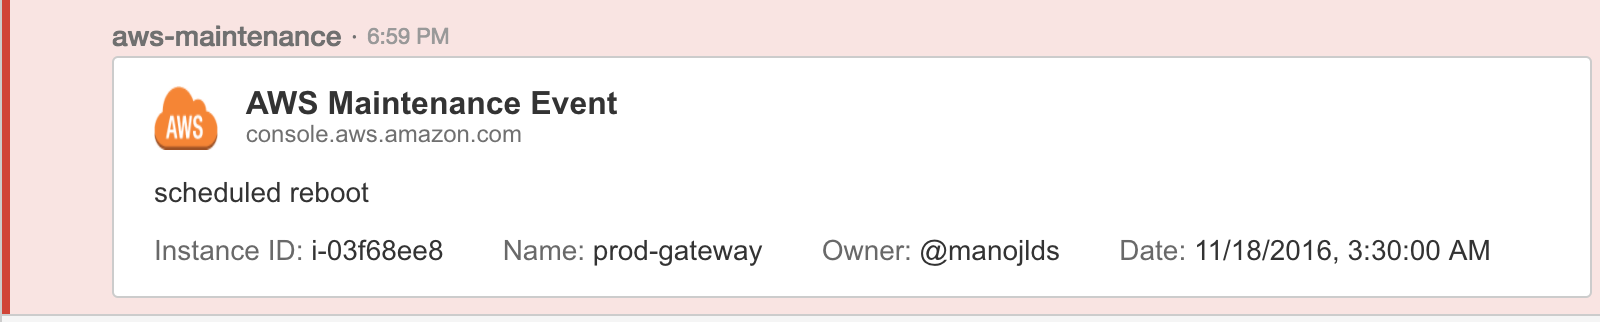 aws-maintenance · 6:59 PM
AWS
AWS Maintenance Event
console.aws.amazon.com
scheduled reboot
Instance ID: i-03f68ee8 Name: prod-gateway Owner: @manojlds Date: 11/18/2016, 3:30:00 AM